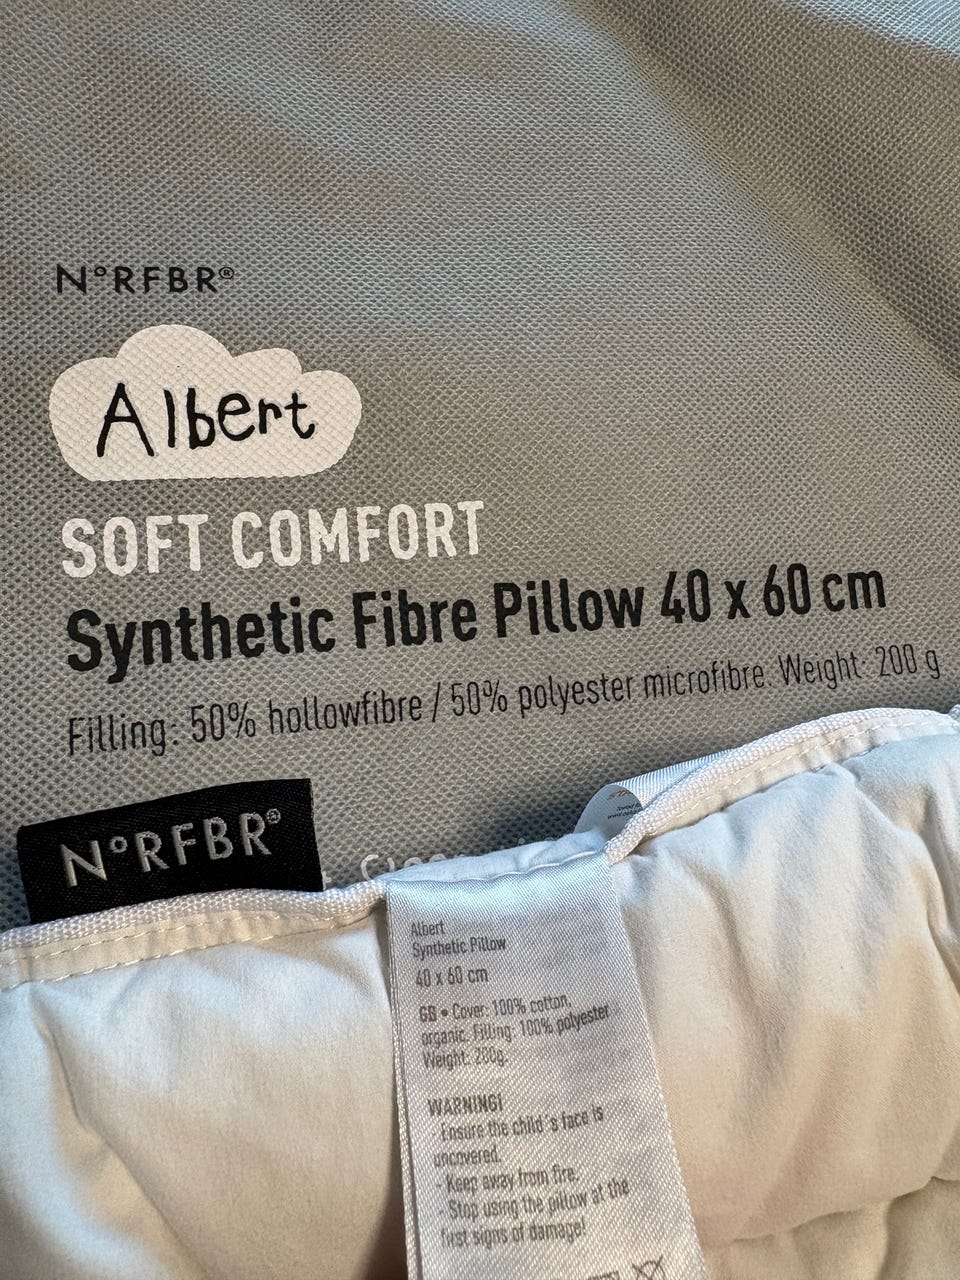 N°RFBR®
Albert
SOFT COMFORT
Synthetic Fibre Pillow 40 x 60 cm
Filling: 50% hollowfibre / 50% polyester microfibre. Weight: 200 g
N°RFBR®
Albert
Synthetic Pillow
40 x 60 cm
GB • Cover: 100% cotton,
organic. Filling: 100% polyester
Weight: 200g.
WARNING!
Ensure the child´s face is
uncovered.
- Keep away from fire.
- Stop using the pillow at the
first signs of damage!